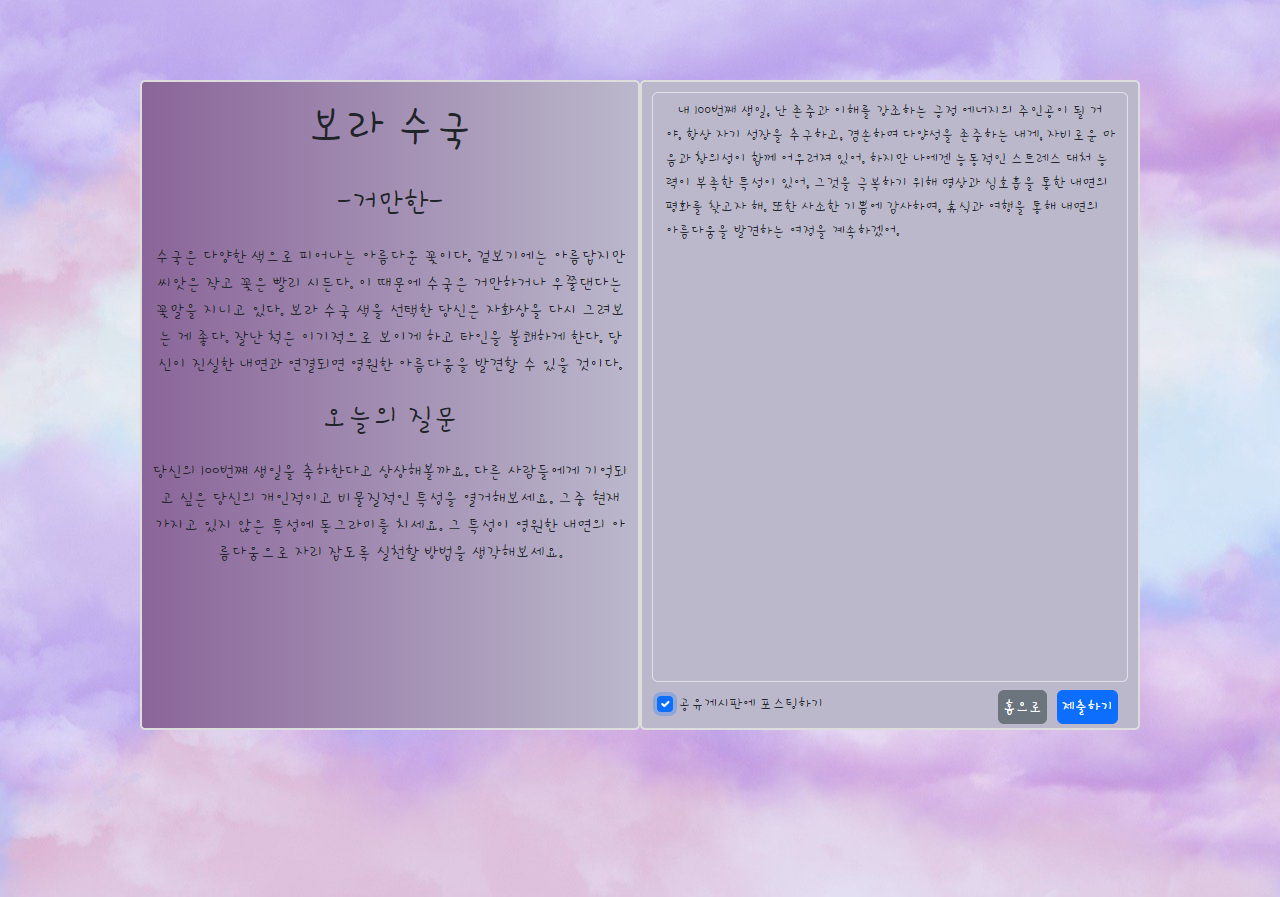 보라 수국
-거만한-
수국은 다양한 색으로 피어나는 아름다운 꽃이다. 겉보기에는 아름답지만
씨앗은 작고 꽃은 빨리 시든다. 이 때문에 수국은 거만하거나 우쭐댄다는
꽃말을 지니고 있다. 보라 수국 색을 선택한 당신은 자화상을 다시 그려보
는 게 좋다. 잘난 척은 이기적으로 보이게 하고 타인을 불쾌하게 한다. 당
신이 진실한 내면과 연결되면 영원한 아름다움을 발견할 수 있을 것이다.
오늘의 질문
당신의 100번째 생일을 축하한다고 상상해볼까요. 다른 사람들에게 기억되
고 싶은 당신의 개인적이고 비물질적인 특성을 열거해보세요. 그중 현재
가지고 있지 않은 특성에 동그라미를 치세요. 그 특성이 영원한 내면의 아
름다움으로 자리 잡도록 실천할 방법을 생각해보세요.
내 100번째 생일, 난 존중과 이해를 강조하는 긍정 에너지의 주인공이 될 거
야. 항상 자기 성장을 추구하고, 겸손하며 다양성을 존중하는 내게, 자비로운 마
음과 창의성이 함께 어우러져 있어. 하지만 나에겐 능동적인 스트레스 대처 능
력이 부족한 특성이 있어. 그것을 극복하기 위해 명상과 심호흡을 통한 내면의
평화를 찾고자 해. 또한 사소한 기쁨에 감사하며, 휴식과 여행을 통해 내면의
아름다움을 발견하는 여정을 계속하겠어.
공유게시판에 포스팅하기
홈으로
제출하기